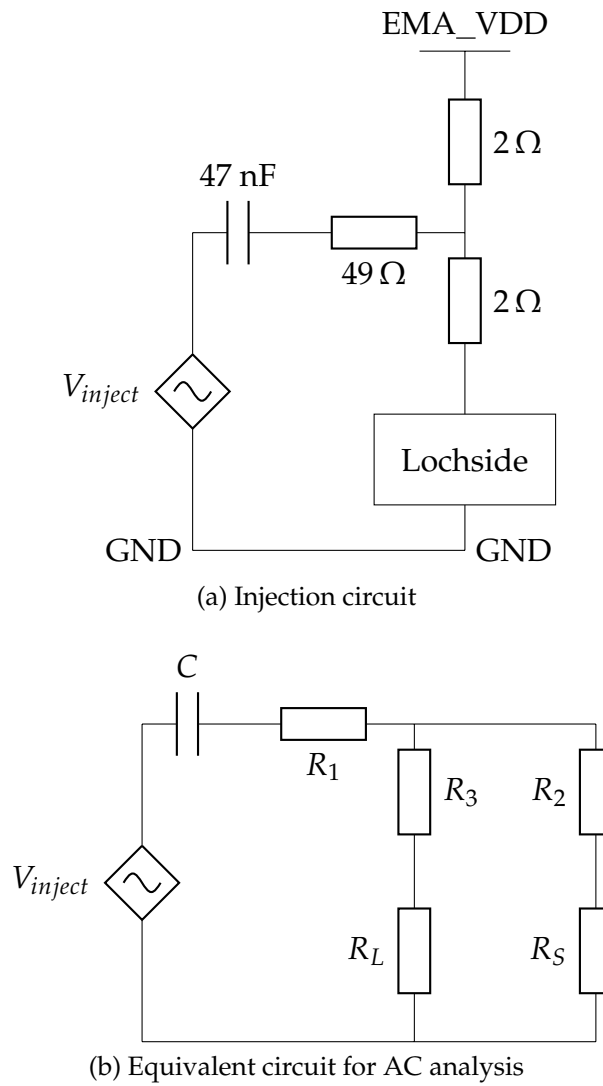 EMA_VDD
2 Ω
47 nF
49 Ω
2 Ω
V_inject
Lochside
GND
GND
(a) Injection circuit
C
R_1
R_3
R_2
V_inject
R_L
R_S
(b) Equivalent circuit for AC analysis